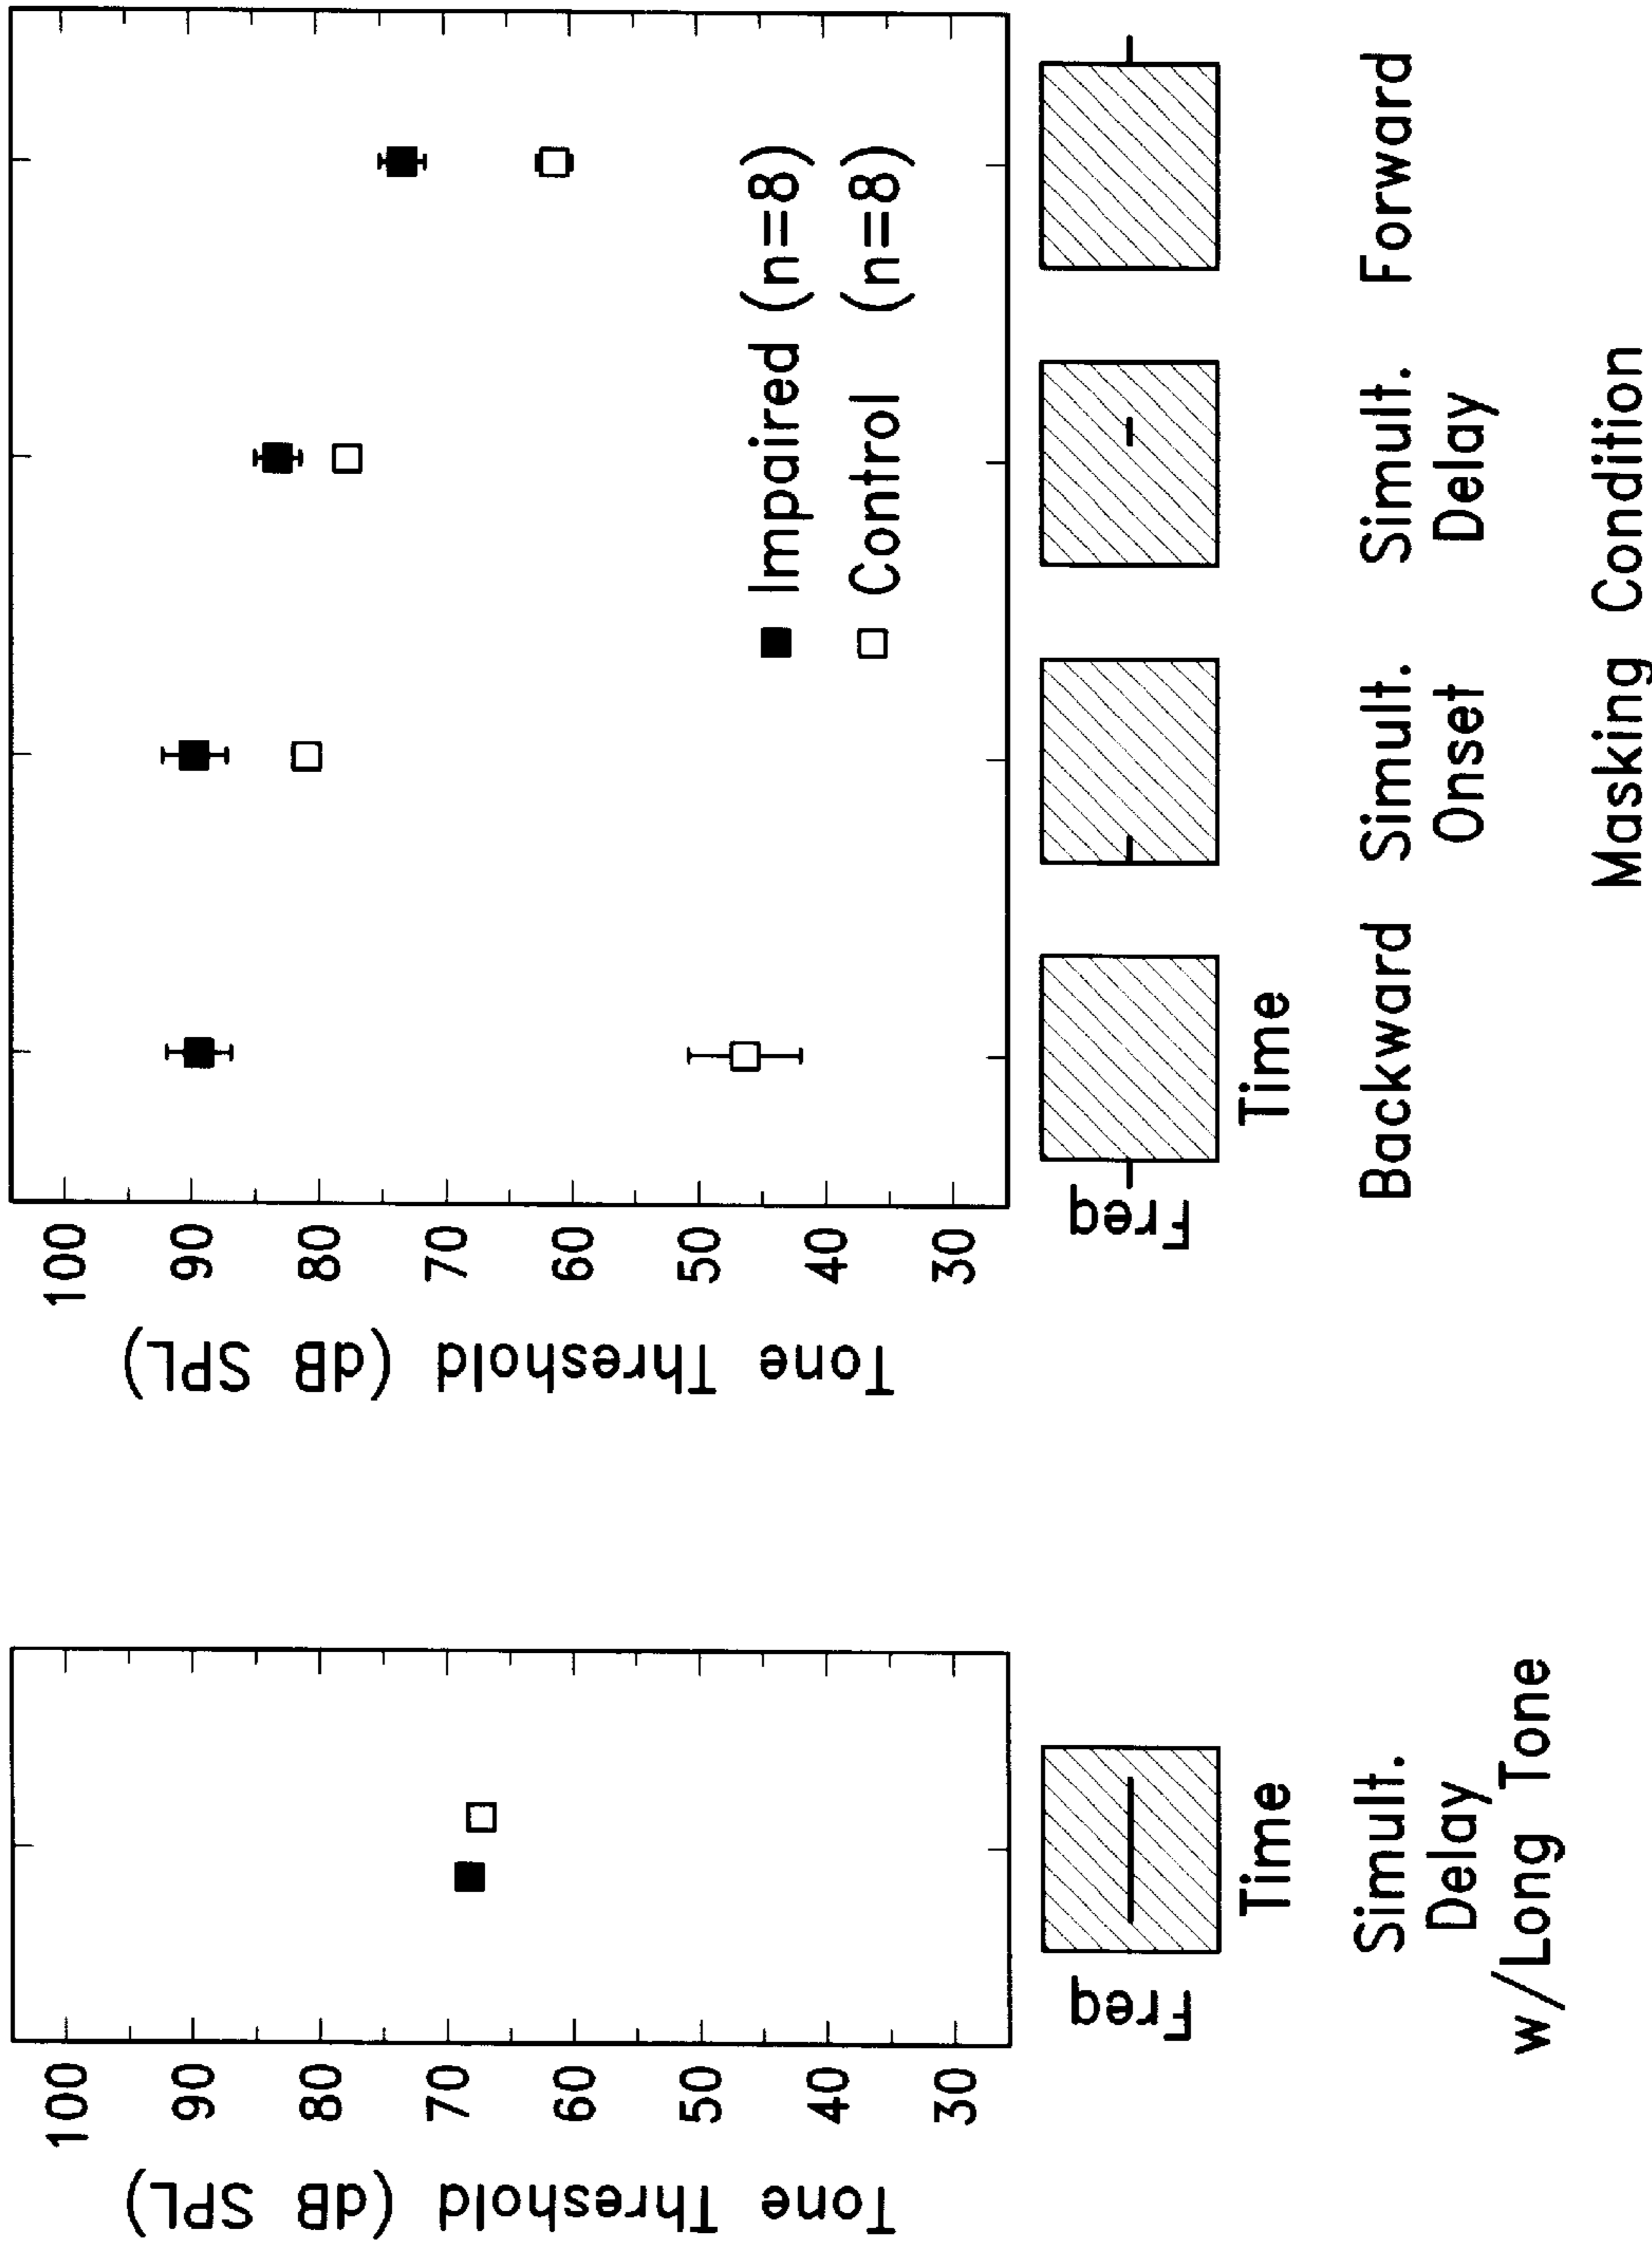 Tone Threshold (dB SPL)
100
90
80
70
60
50
40
30
Freq
Time
Simult.
Delay
w/Long Tone
Tone Threshold (dB SPL)
100
90
80
70
60
50
40
30
Impaired (n=8)
Control (n=8)
Freq
Time
Backward
Simult.
Onset
Simult.
Delay
Forward
Masking Condition